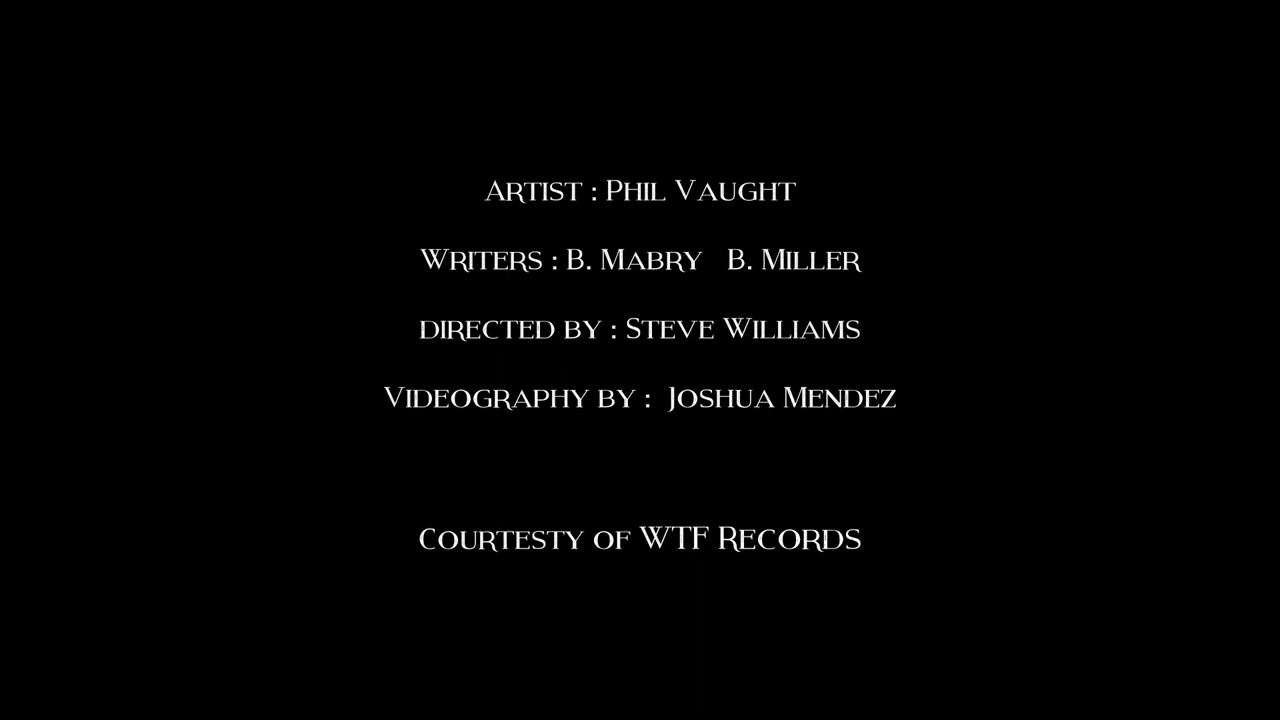 Artist : Phil Vaught
Writers : B. Mabry B. Miller
directed by : Steve Williams
Videography by : Joshua Mendez
Courtesty of WTF Records